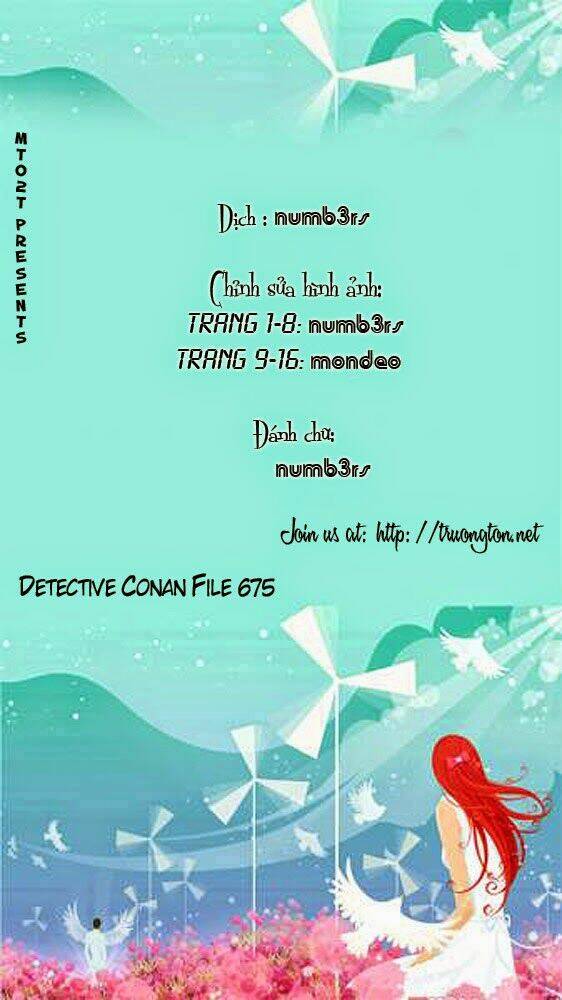 MTO2T PRESENTS
Dịch : numb3rs
Chỉnh sửa hình ảnh:
TRANG 1-8: numb3rs
TRANG 9-16: mondeo
Đánh chữ:
numb3rs
Join us at: http://truongton.net
DETECTIVE CONAN FILE 675